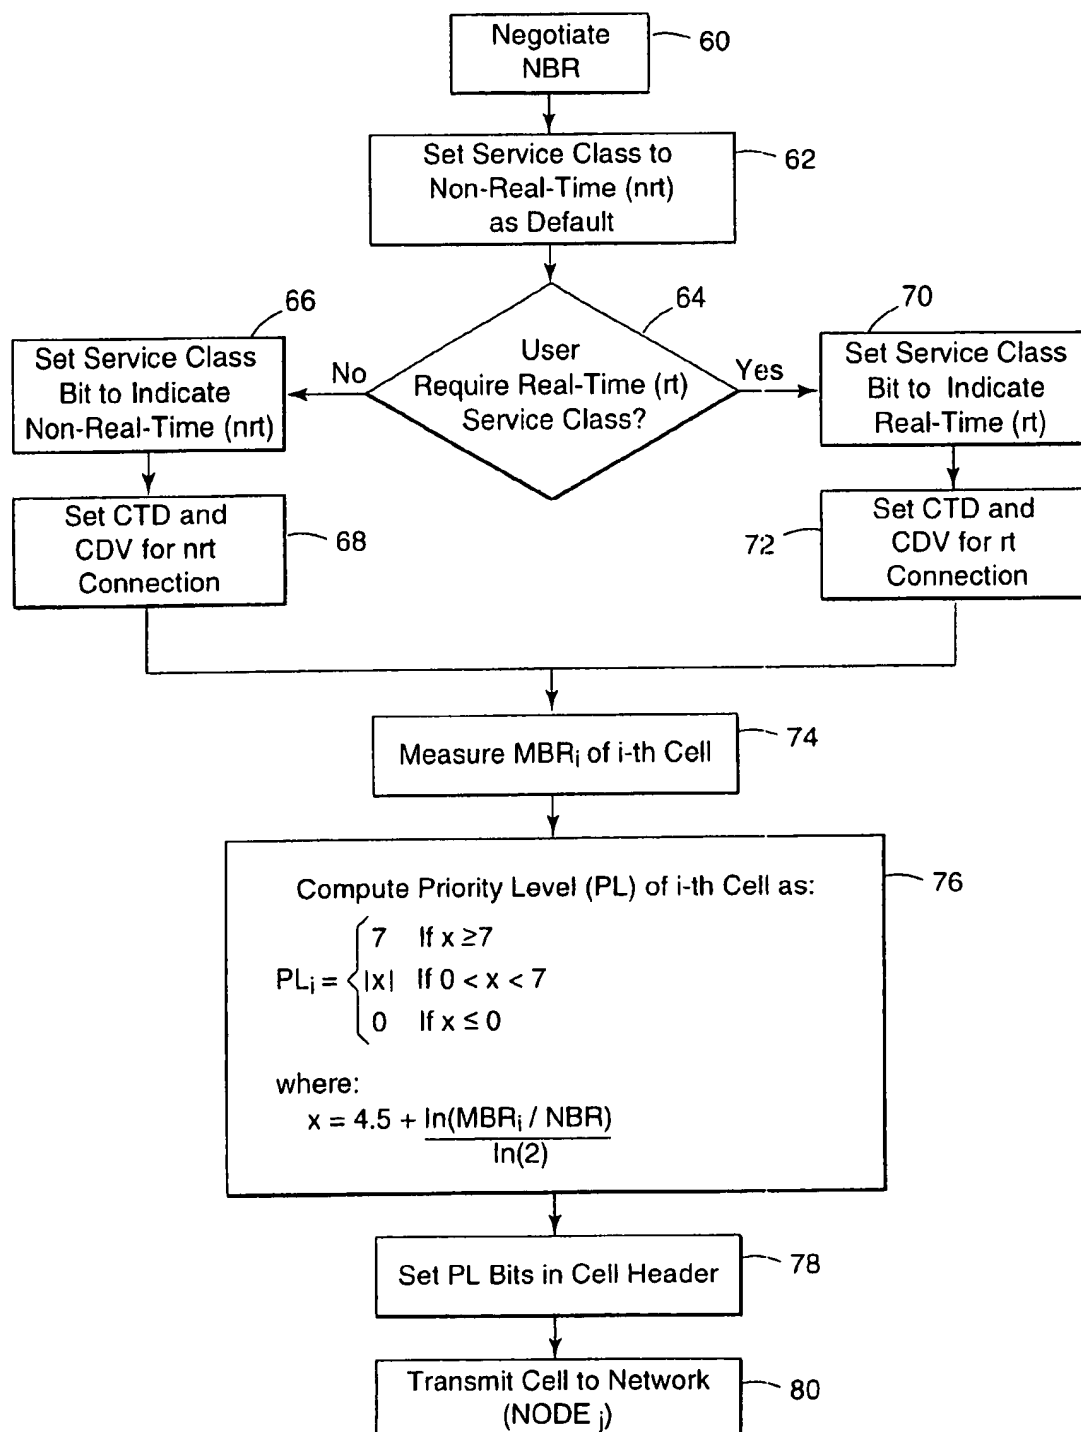 Negotiate
NBR
60
Set Service Class to
Non-Real-Time (nrt)
as Default
62
User
Require Real-Time (rt)
Service Class?
64
No
Yes
66
Set Service Class
Bit to Indicate
Non-Real-Time (nrt)
70
Set Service Class
Bit to Indicate
Real-Time (rt)
Set CTD and
CDV for nrt
Connection
68
72
Set CTD and
CDV for rt
Connection
Measure MBRi of i-th Cell
74
Compute Priority Level (PL) of i-th Cell as:
76
7 If x ≥7
PLi = |x| If 0 < x < 7
0 If x ≤ 0
where:
x = 4.5 + ln(MBRi / NBR)
ln(2)
Set PL Bits in Cell Header
78
Transmit Cell to Network
(NODE j)
80